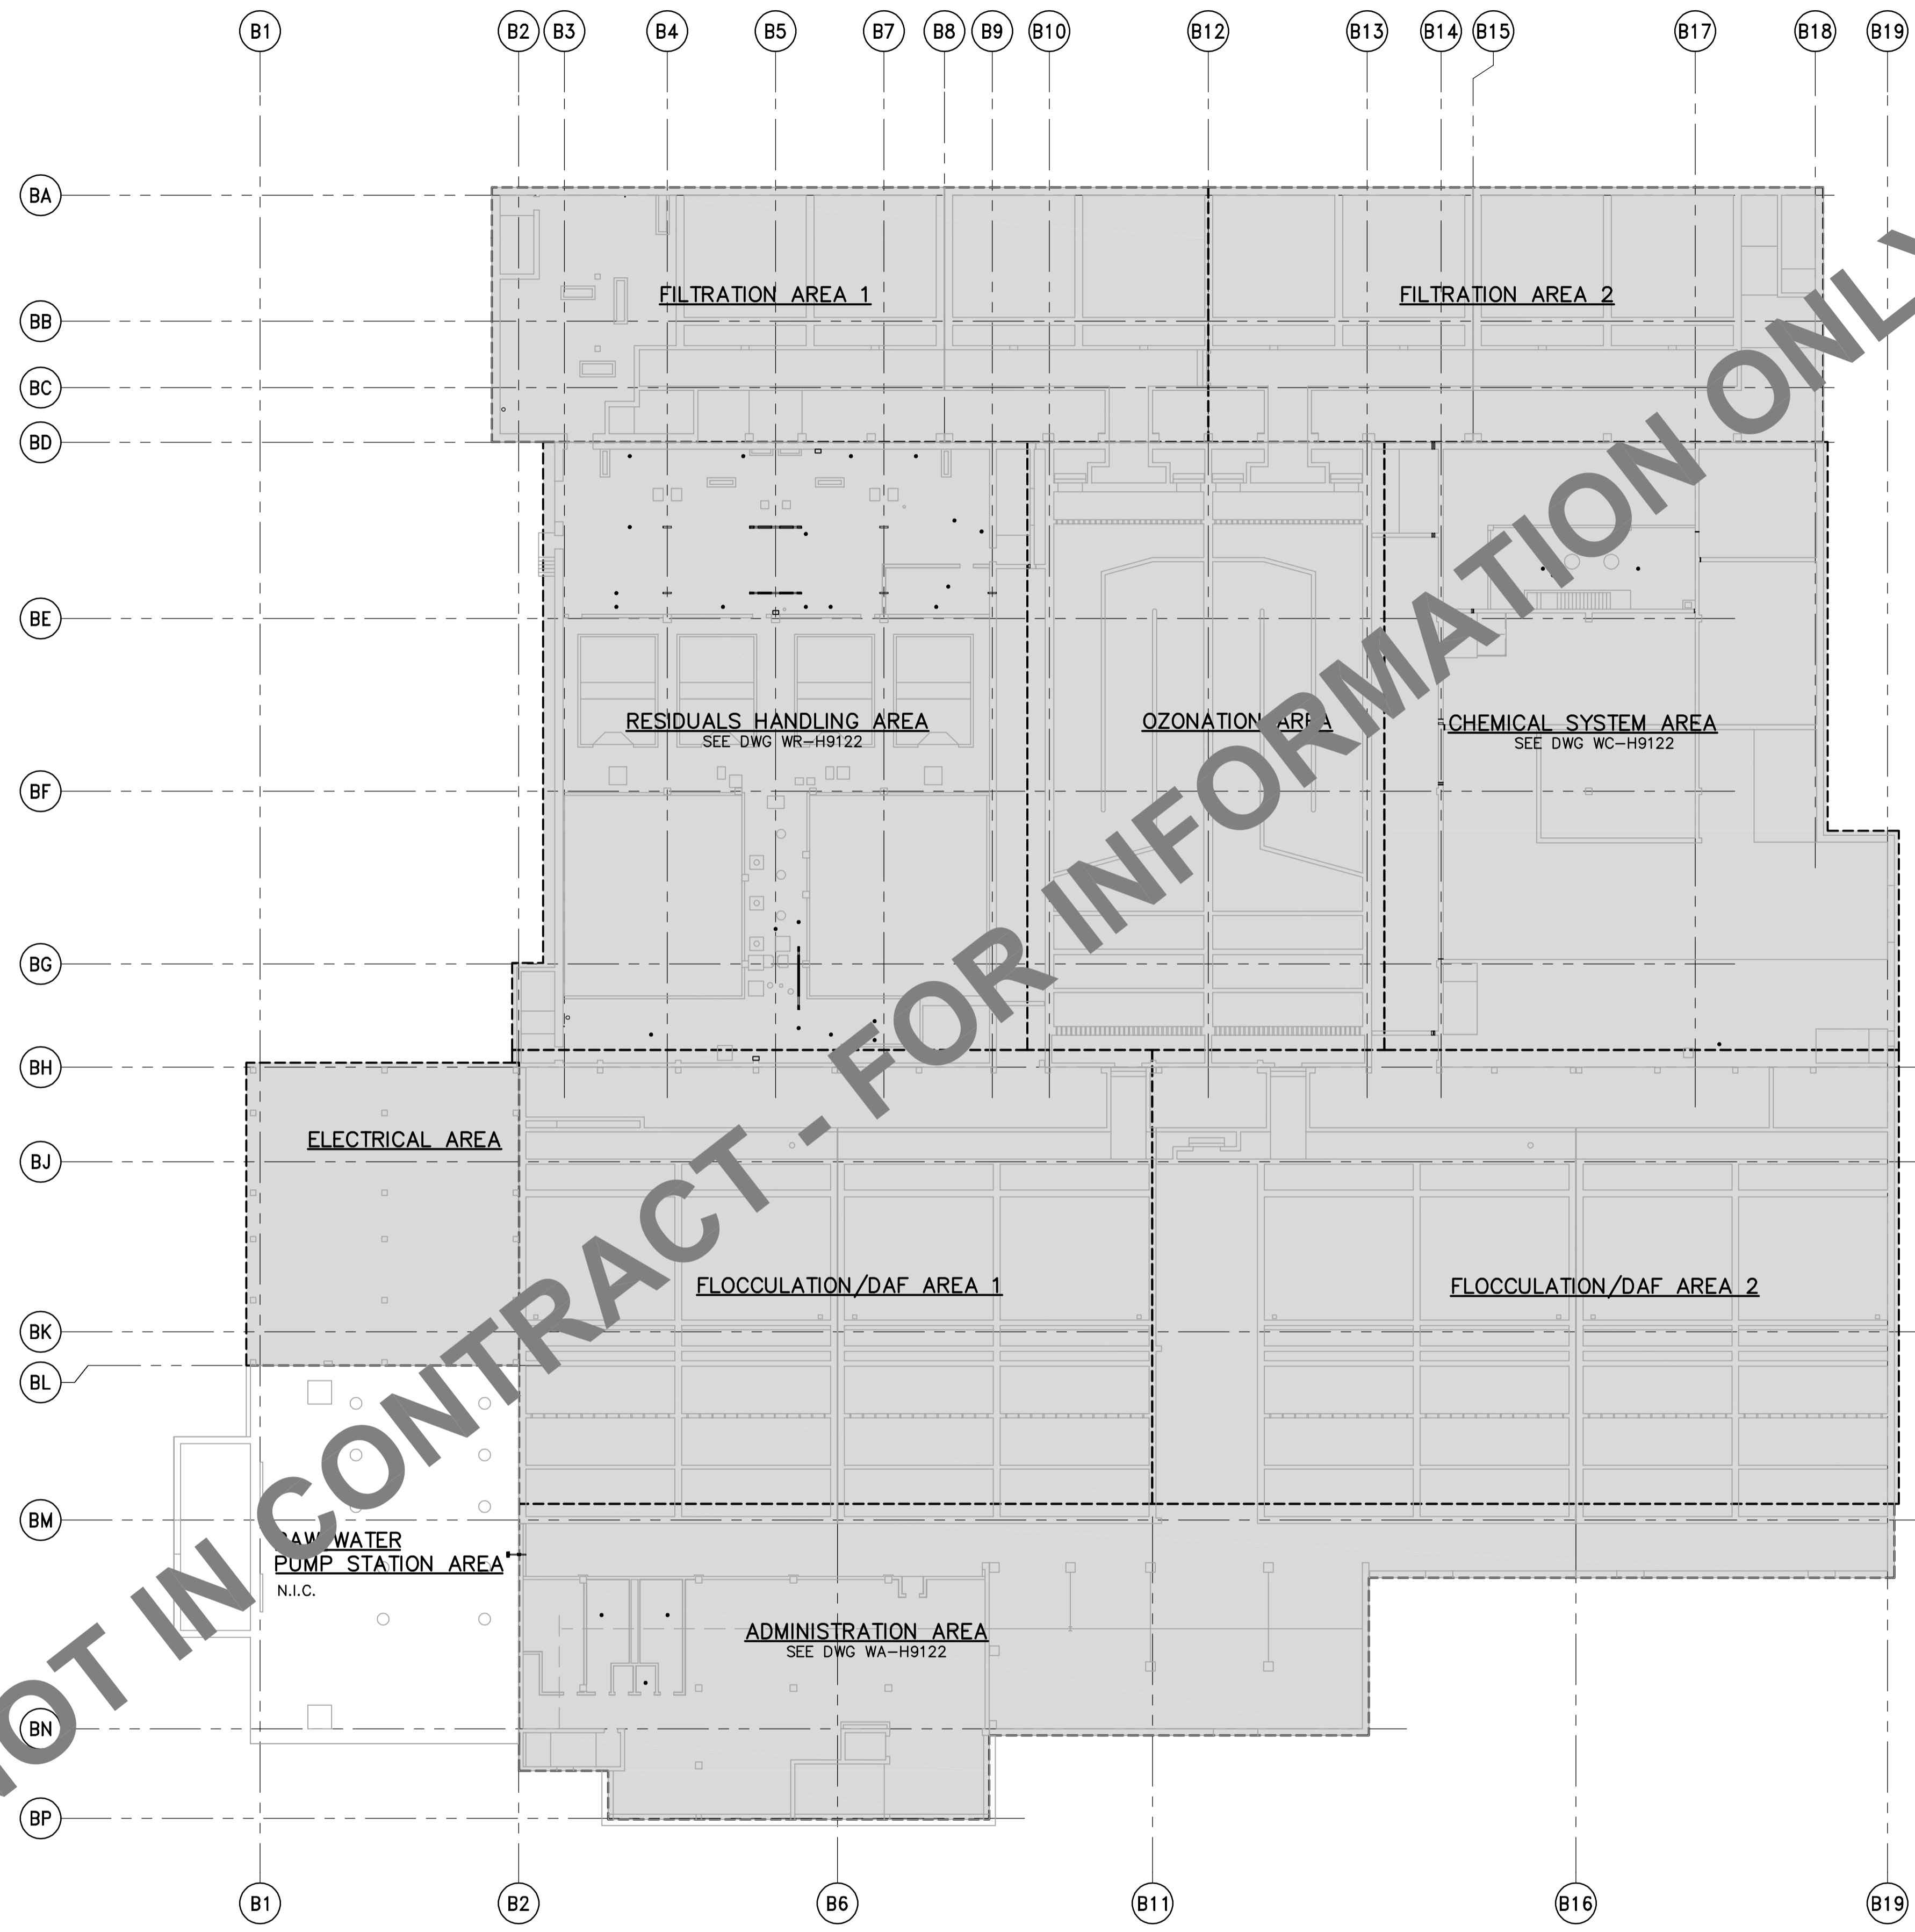 B1
B2
B3
B4
B5
B7
B8
B9
B10
B12
B13
B14
B15
B17
B18
B19
BA
FILTRATION AREA 1
FILTRATION AREA 2
BB
BC
BD
BE
RESIDUALS HANDLING AREA
SEE DWG WR-H9122
OZONATION AREA
CHEMICAL SYSTEM AREA
SEE DWG WC-H9122
BF
BG
BH
ELECTRICAL AREA
BJ
FLOCCULATION/DAF AREA 1
FLOCCULATION/DAF AREA 2
BK
BL
BM
RAW WATER
PUMP STATION AREA
N.I.C.
ADMINISTRATION AREA
SEE DWG WA-H9122
BN
BP
B1
B2
B6
B11
B16
B19
NOT IN CONTRACT - FOR INFORMATION ONLY